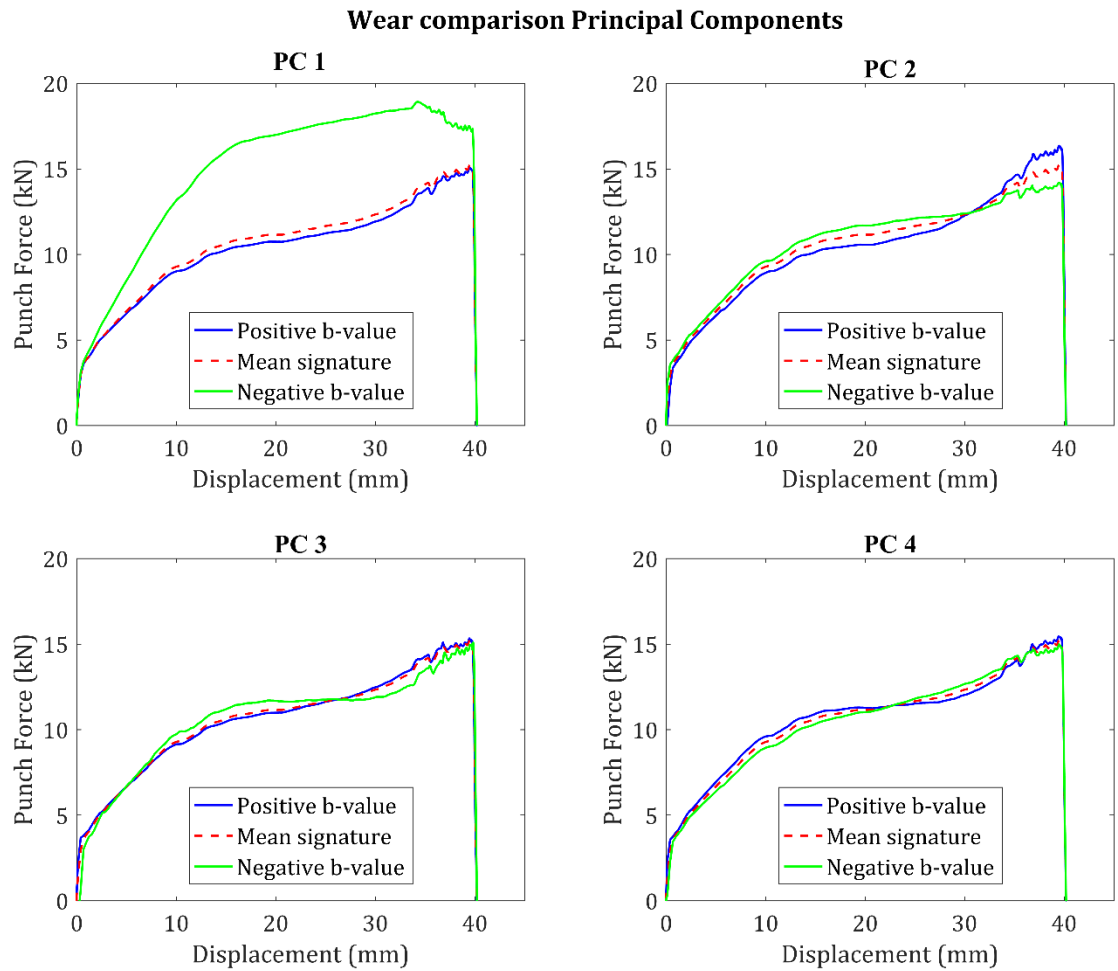 Wear comparison Principal Components
PC 1
20
15
10
5
0
Punch Force (kN)
Positive b-value
Mean signature
Negative b-value
0 10 20 30 40
Displacement (mm)
PC 2
20
15
10
5
0
Punch Force (kN)
Positive b-value
Mean signature
Negative b-value
0 10 20 30 40
Displacement (mm)
PC 3
20
15
10
5
0
Punch Force (kN)
Positive b-value
Mean signature
Negative b-value
0 10 20 30 40
Displacement (mm)
PC 4
20
15
10
5
0
Punch Force (kN)
Positive b-value
Mean signature
Negative b-value
0 10 20 30 40
Displacement (mm)